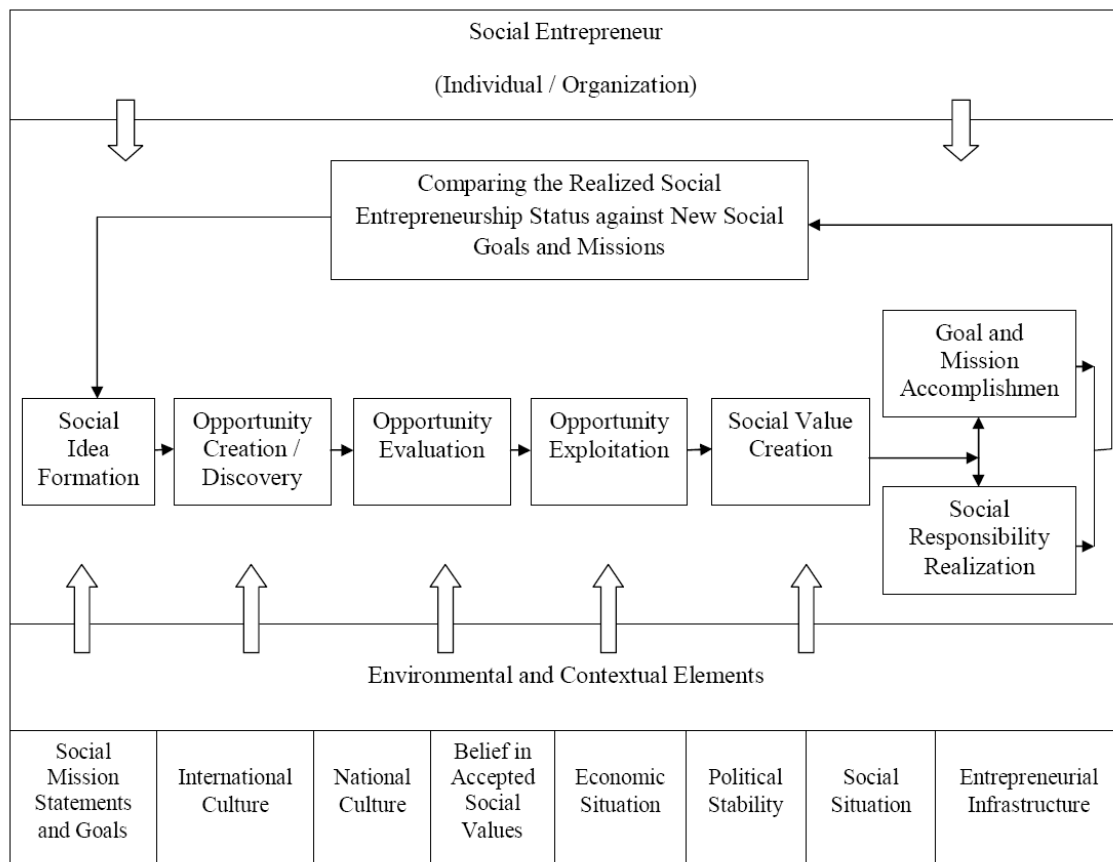 Social Entrepreneur
(Individual / Organization)
Comparing the Realized Social
Entrepreneurship Status against New Social
Goals and Missions
Goal and
Mission
Accomplishmen
Social
Idea
Formation
Opportunity
Creation /
Discovery
Opportunity
Evaluation
Opportunity
Exploitation
Social Value
Creation
Social
Responsibility
Realization
Environmental and Contextual Elements
Social
Mission
Statements
and Goals
International
Culture
National
Culture
Belief in
Accepted
Social
Values
Economic
Situation
Political
Stability
Social
Situation
Entrepreneurial
Infrastructure